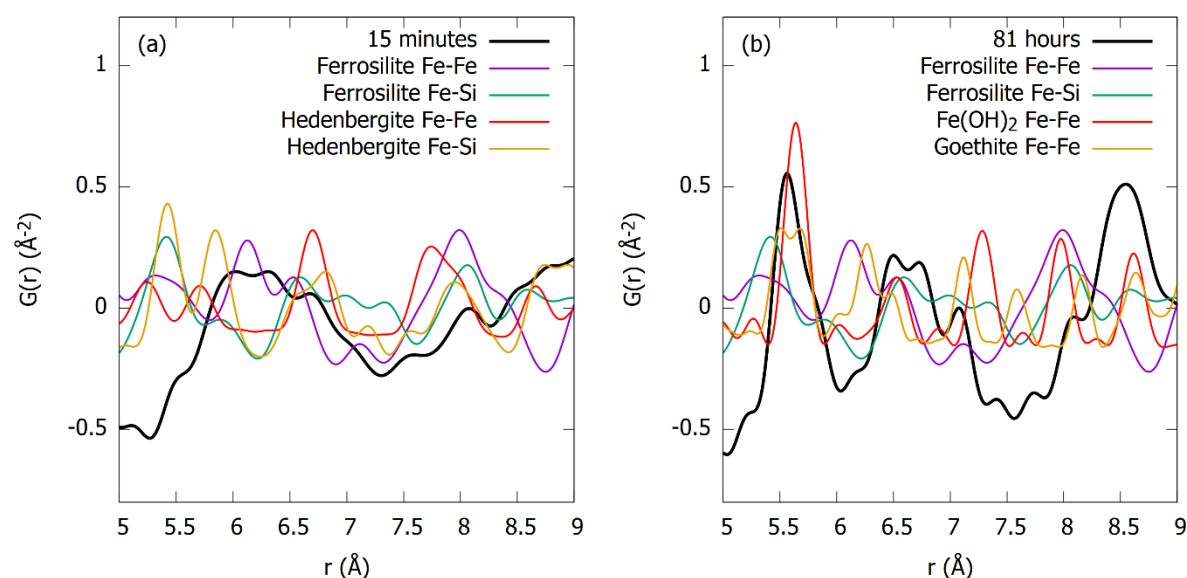 (a)
15 minutes
Ferrosilite Fe-Fe
Ferrosilite Fe-Si
Hedenbergite Fe-Fe
Hedenbergite Fe-Si
1
0.5
0
-0.5
G(r) (Å⁻²)
5 5.5 6 6.5 7 7.5 8 8.5 9
r (Å)
(b)
81 hours
Ferrosilite Fe-Fe
Ferrosilite Fe-Si
Fe(OH)₂ Fe-Fe
Goethite Fe-Fe
1
0.5
0
-0.5
G(r) (Å⁻²)
5 5.5 6 6.5 7 7.5 8 8.5 9
r (Å)